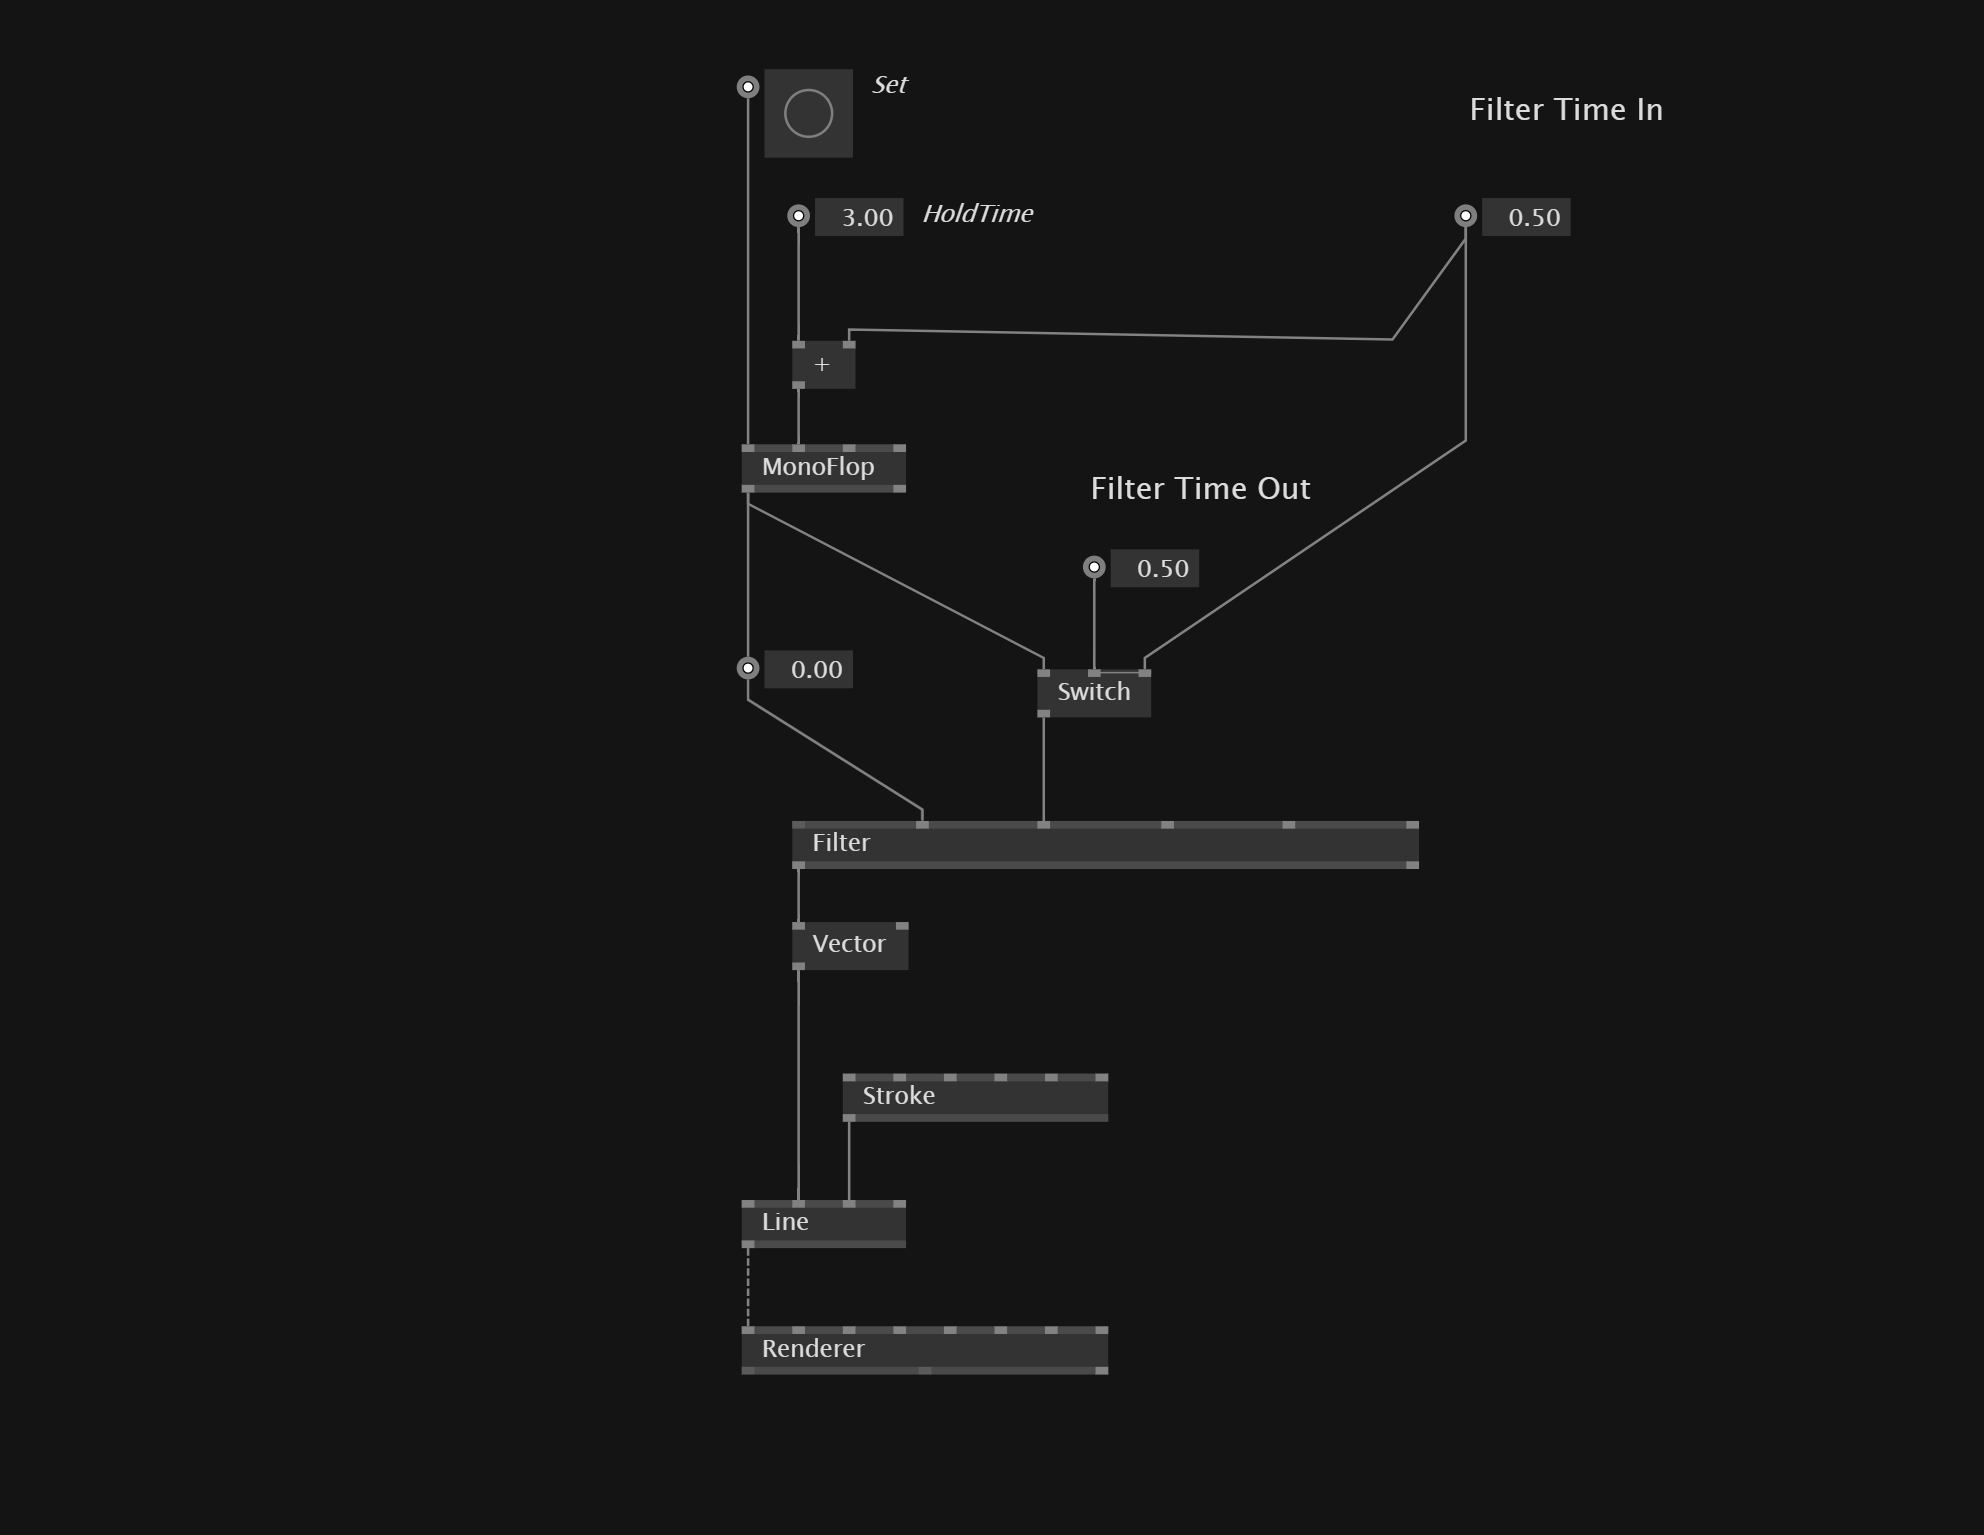 Set
Filter Time In
3.00 HoldTime
0.50
+
MonoFlop
Filter Time Out
0.50
0.00
Switch
Filter
Vector
Stroke
Line
Renderer